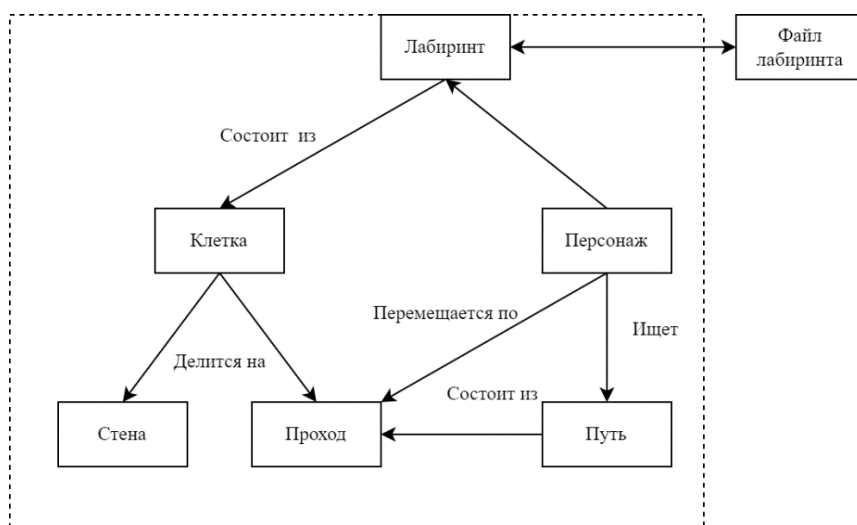 Лабиринт
Файл
лабиринта
Состоит из
Клетка
Персонаж
Перемещается по
Ищет
Делится на
Состоит из
Стена
Проход
Путь